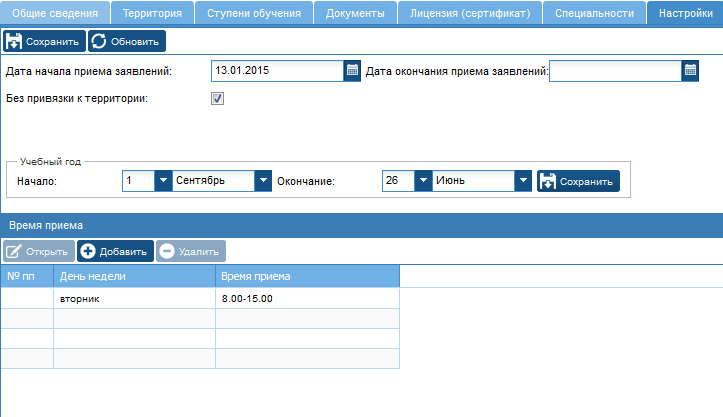 Общие сведения Территория Ступени обучения Документы Лицензия (сертификат) Специальности Настройки
Сохранить Обновить
Дата начала приема заявлений: 13.01.2015 Дата окончания приема заявлений:
Без привязки к территории:
Учебный год
Начало: 1 Сентябрь Окончание: 26 Июнь Сохранить
Время приема
Открыть Добавить Удалить
№ пп День недели Время приема
вторник 8.00-15.00